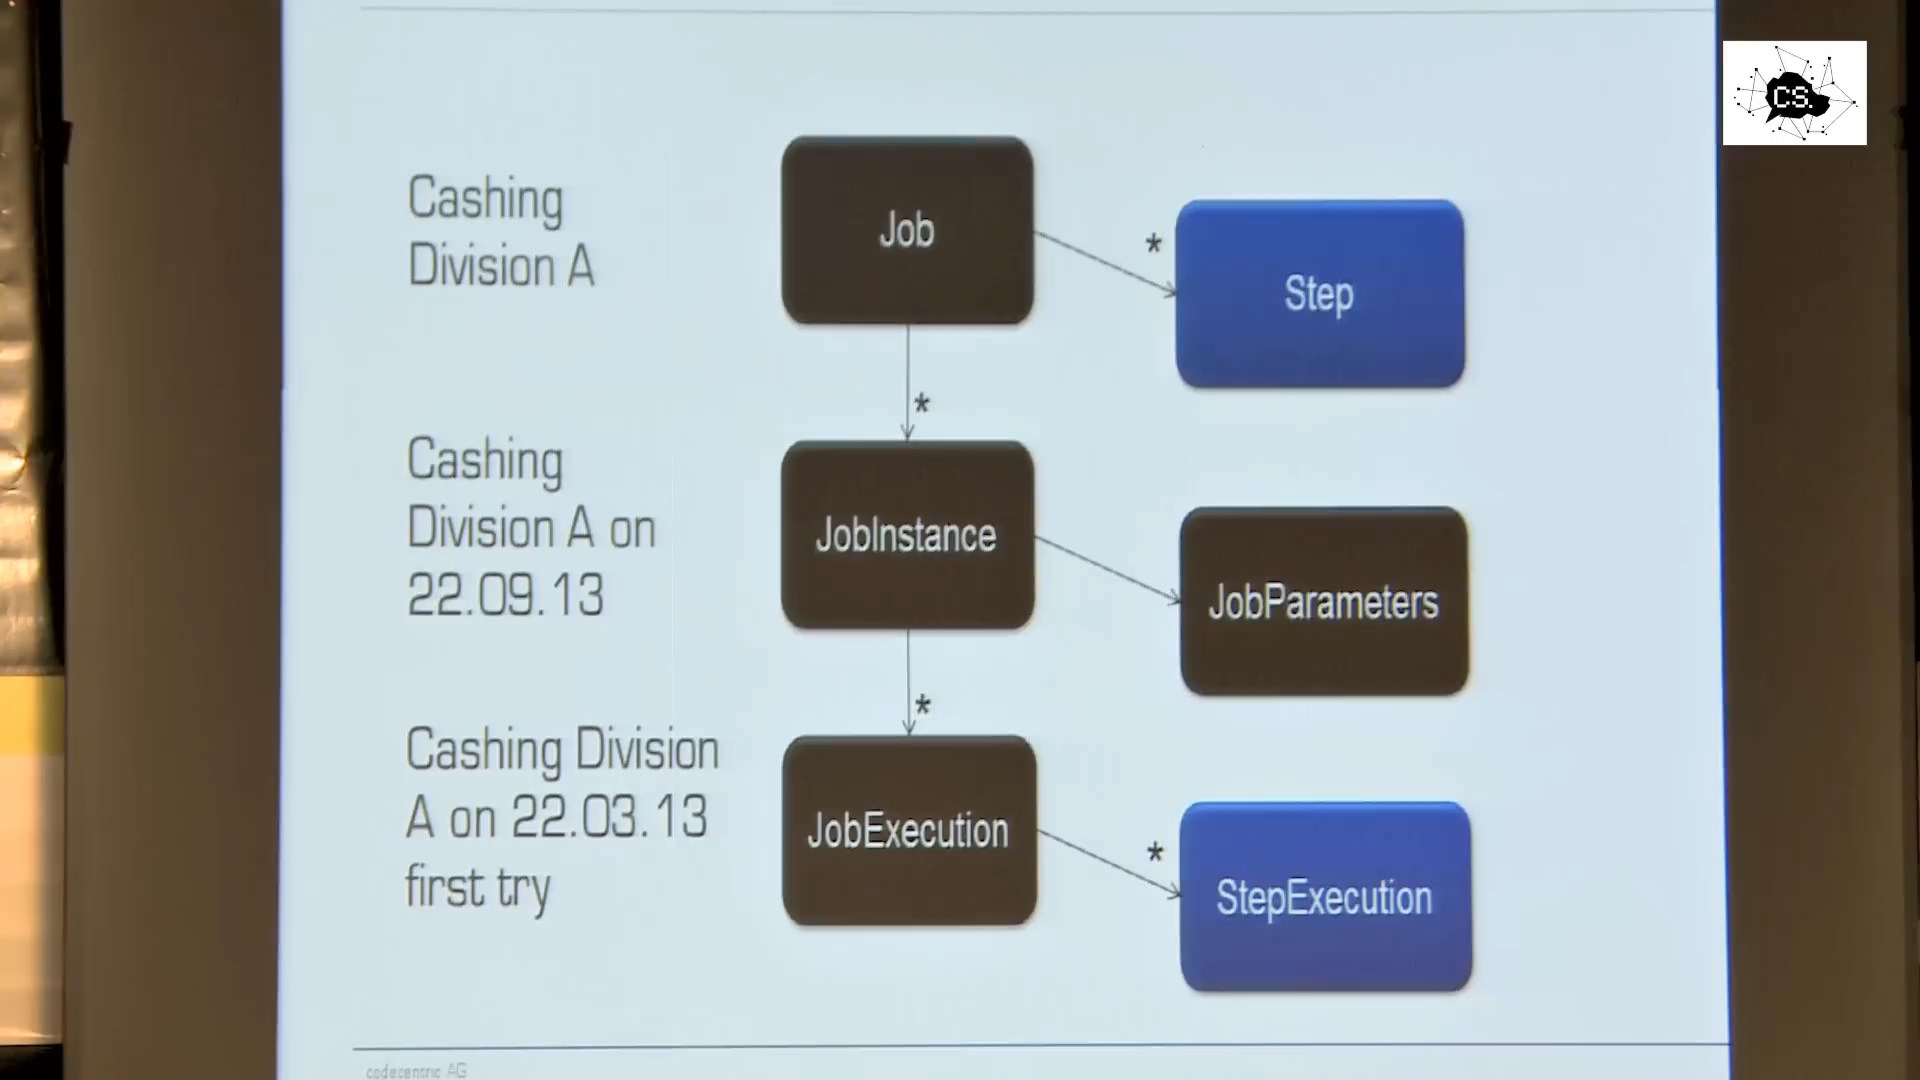 CS.
Cashing
Division A
Job
*
Step
*
Cashing
Division A on
22.09.13
JobInstance
JobParameters
*
Cashing Division
A on 22.03.13
first try
JobExecution
*
StepExecution
codecentric AG